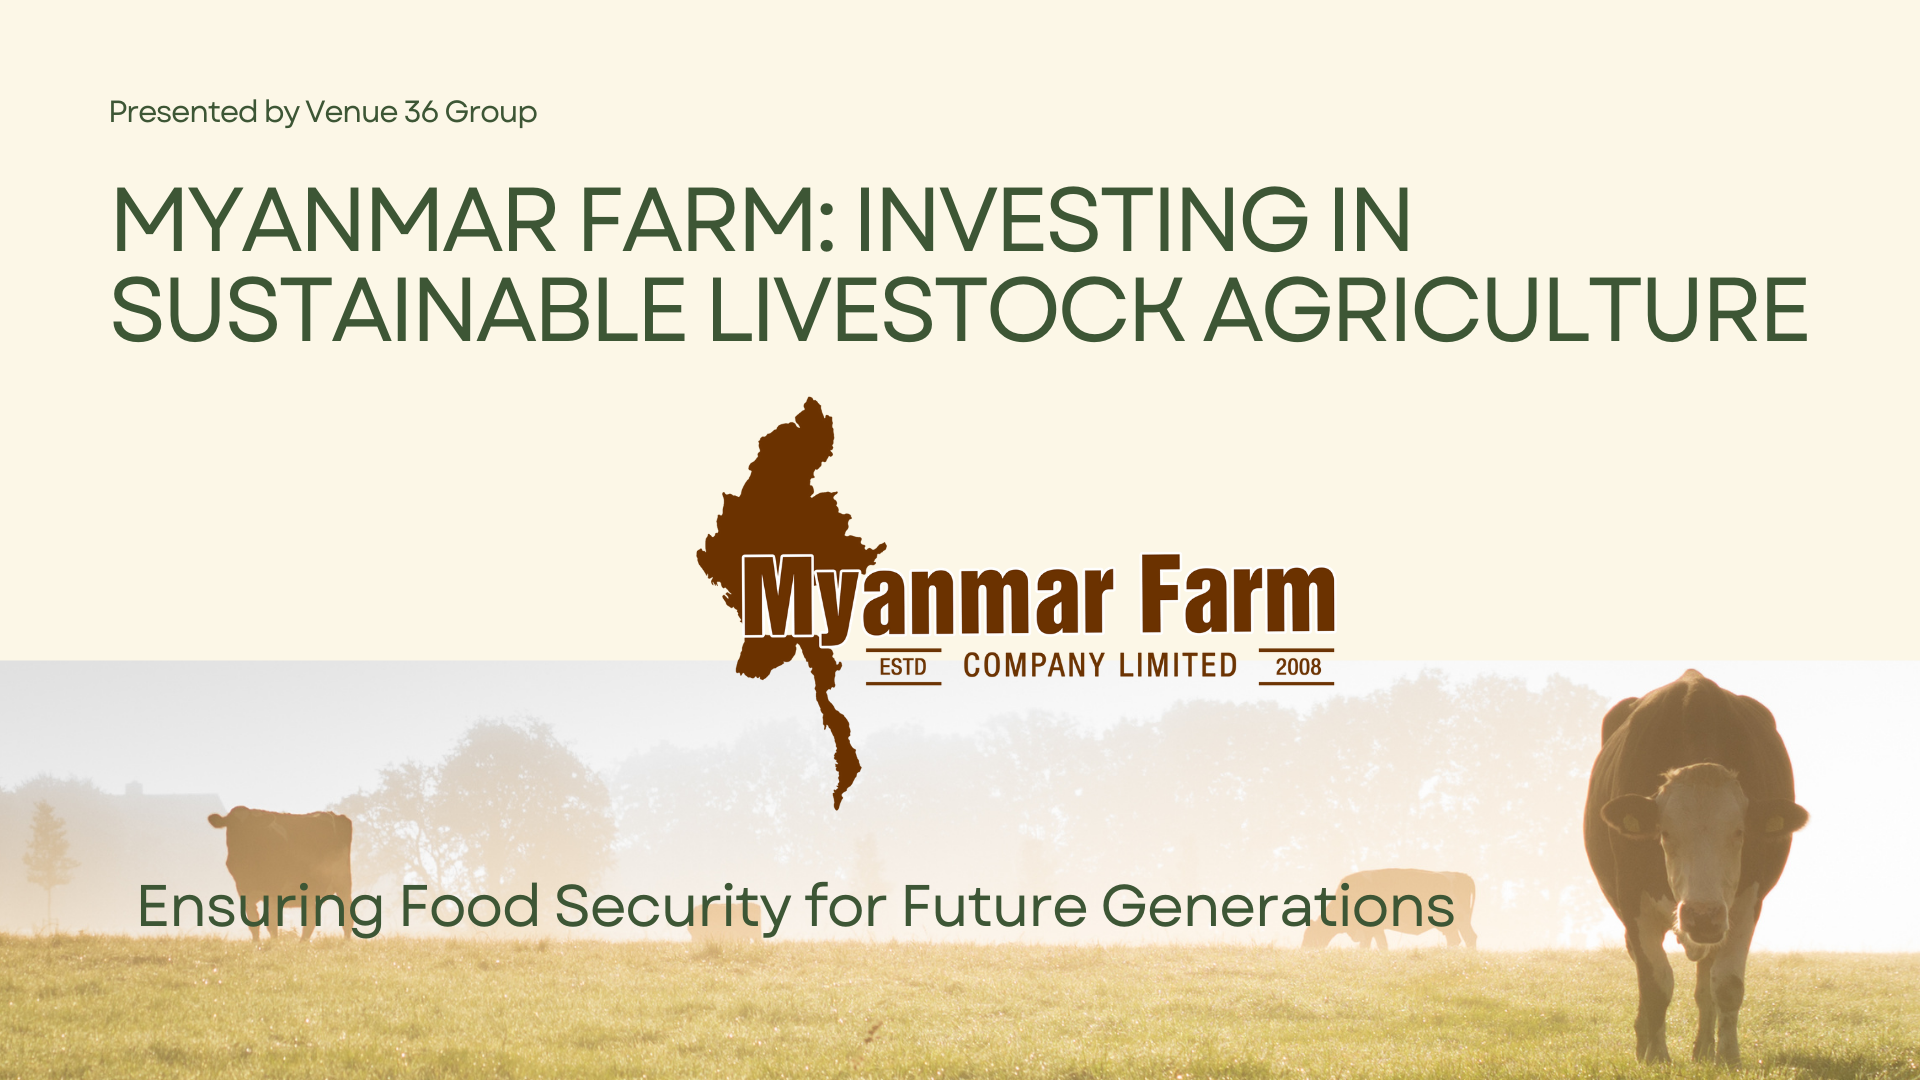 Presented by Venue 36 Group
MYANMAR FARM: INVESTING IN
SUSTAINABLE LIVESTOCK AGRICULTURE
Myanmar Farm
ESTD COMPANY LIMITED 2008
Ensuring Food Security for Future Generations